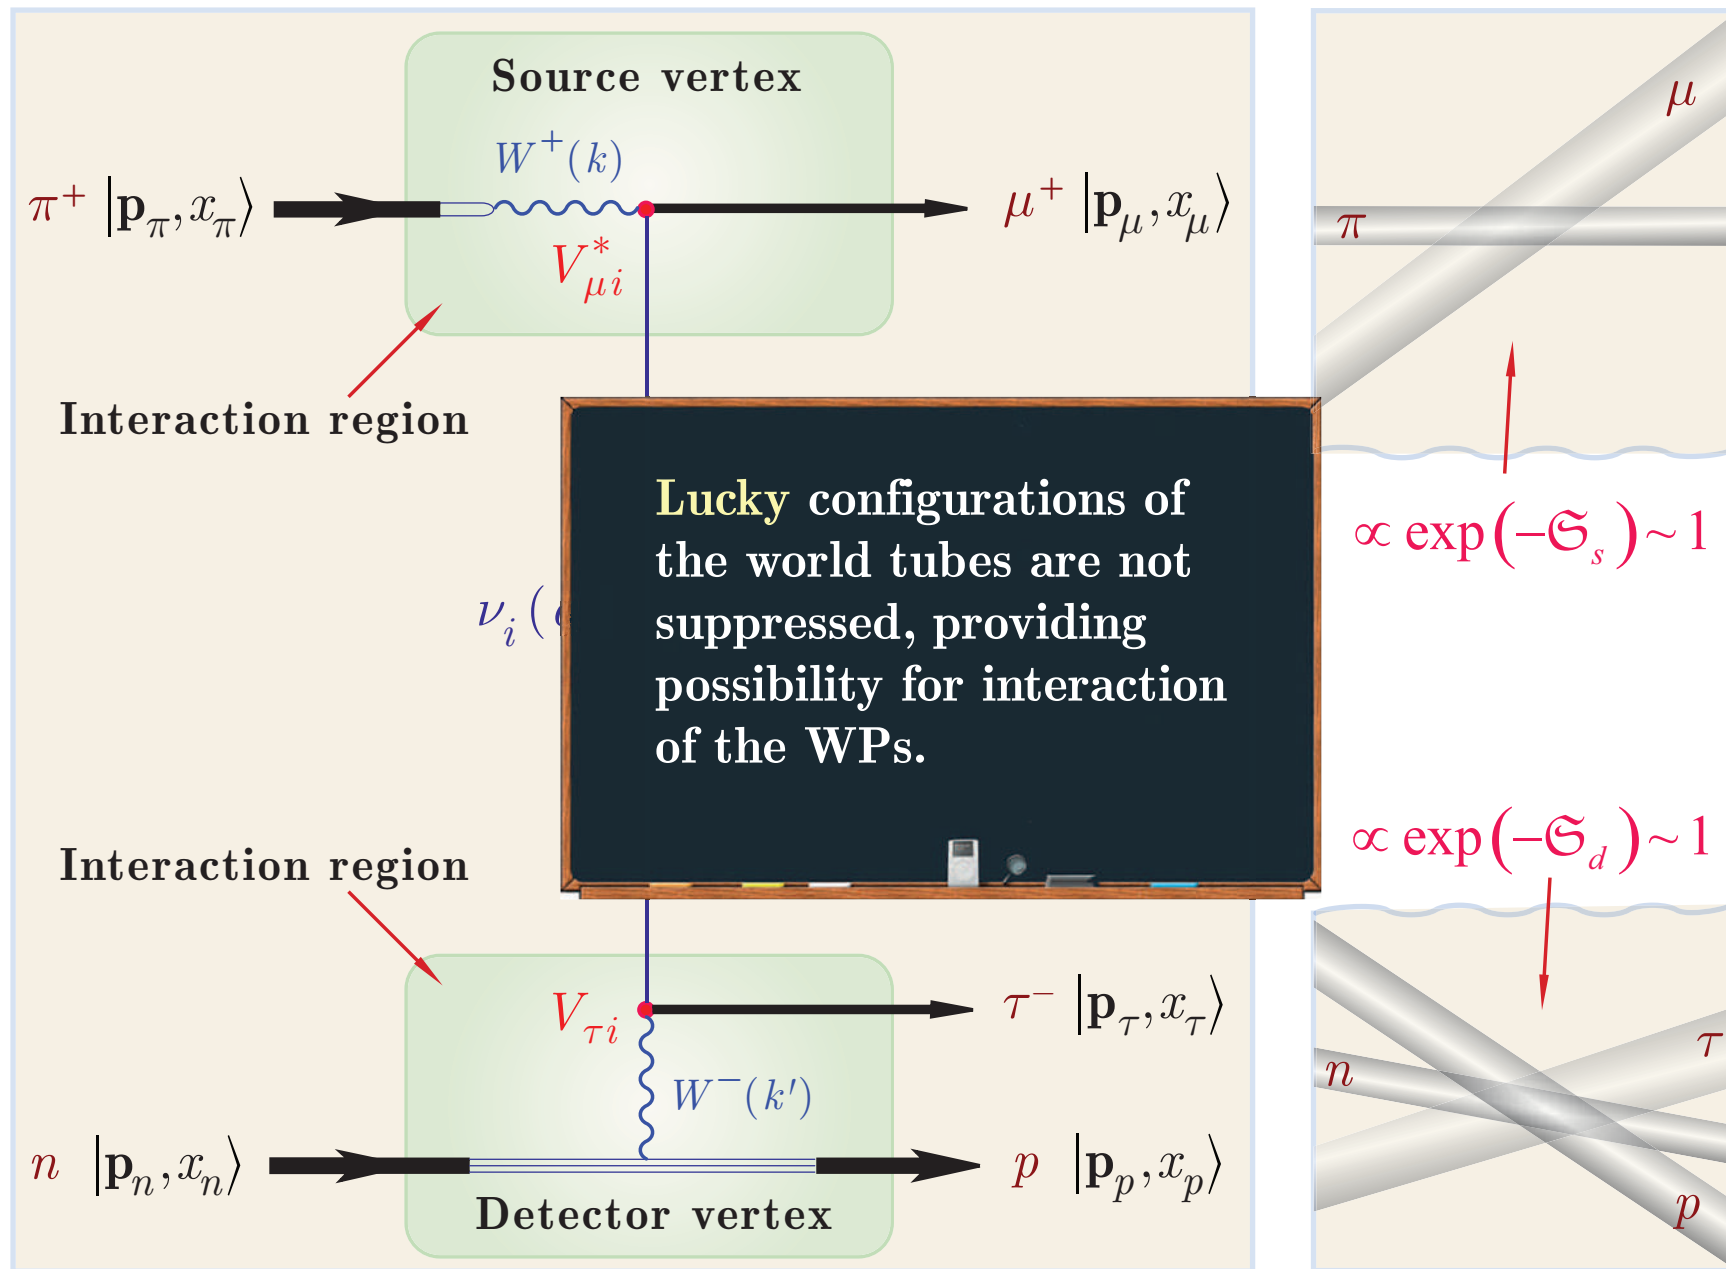 Source vertex
μ
W⁺(k)
π⁺ |p_π, x_π⟩
μ⁺ |p_μ, x_μ⟩
π
V*_μi
Interaction region
Lucky configurations of
∝ exp(−𝔖_s) ~ 1
the world tubes are not
ν_i(
suppressed, providing
possibility for interaction
of the WPs.
∝ exp(−𝔖_d) ~ 1
Interaction region
V_τi
τ⁻ |p_τ, x_τ⟩
τ
n
W⁻(k′)
n |p_n, x_n⟩
p |p_p, x_p⟩
Detector vertex
p